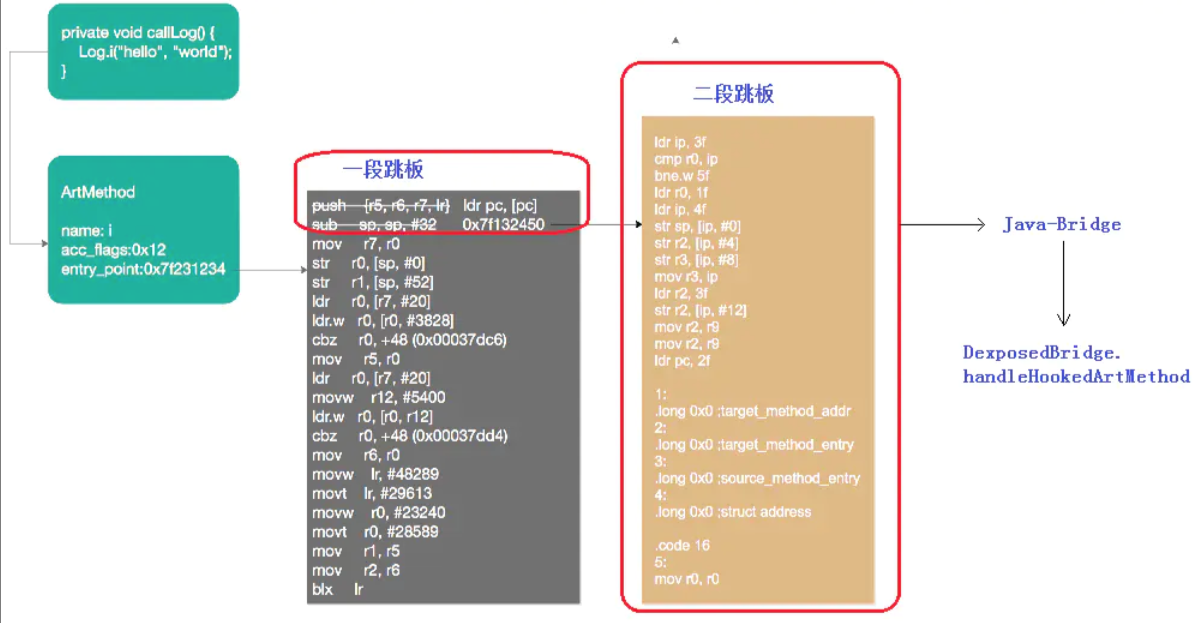 private void callLog() {
Log.i("hello", "world");
}
ArtMethod
name: i
acc_flags:0x12
entry_point:0x7f231234
一段跳板
push {r5, r6, r7, lr} ldr pc, [pc]
sub sp, sp, #32 0x7f132450
mov r7, r0
str r0, [sp, #0]
str r1, [sp, #52]
ldr r0, [r7, #20]
ldr.w r0, [r0, #3828]
cbz r0, +48 (0x00037dc6)
mov r5, r0
ldr r0, [r7, #20]
movw r12, #5400
ldr.w r0, [r0, r12]
cbz r0, +48 (0x00037dd4)
mov r6, r0
movw lr, #48289
movt lr, #29613
movw r0, #23240
movt r0, #28589
mov r1, r5
mov r2, r6
blx lr
二段跳板
ldr ip, 3f
cmp r0, ip
bne.w 5f
ldr r0, 1f
ldr ip, 4f
str sp, [ip, #0]
str r2, [ip, #4]
str r3, [ip, #8]
mov r3, ip
ldr r2, 3f
str r2, [ip, #12]
mov r2, r9
mov r2, r9
ldr pc, 2f
1:
.long 0x0 ;target_method_addr
2:
.long 0x0 ;target_method_entry
3:
.long 0x0 ;source_method_entry
4:
.long 0x0 ;struct address
.code 16
5:
mov r0, r0
Java-Bridge
DexposedBridge.
handleHookedArtMethod